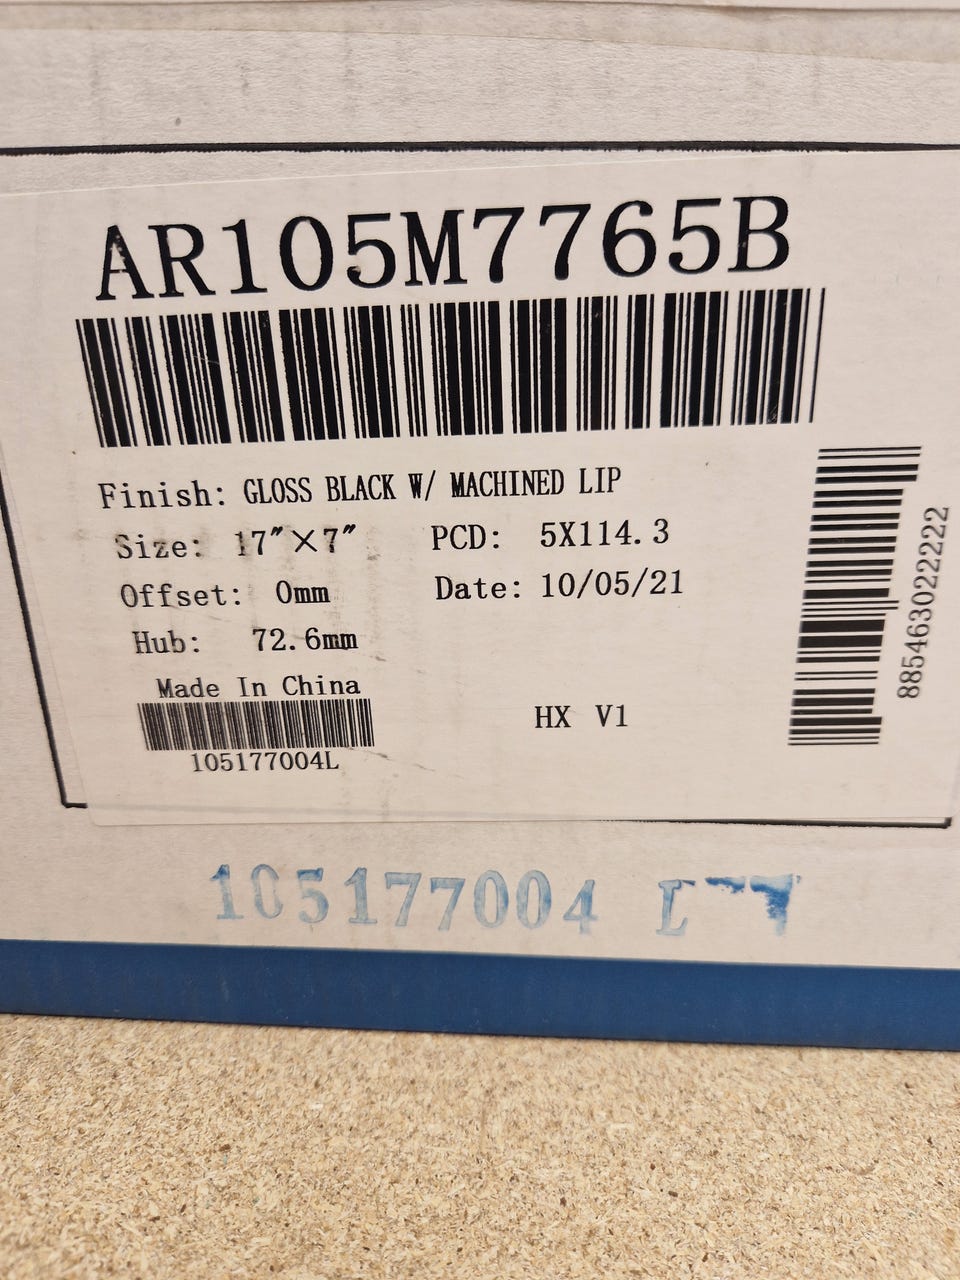 AR105M7765B
Finish: GLOSS BLACK W/ MACHINED LIP
Size: 17"×7" PCD: 5X114.3
Offset: 0mm Date: 10/05/21
Hub: 72.6mm
Made In China
HX V1
105177004L
885463022222
105177004 L